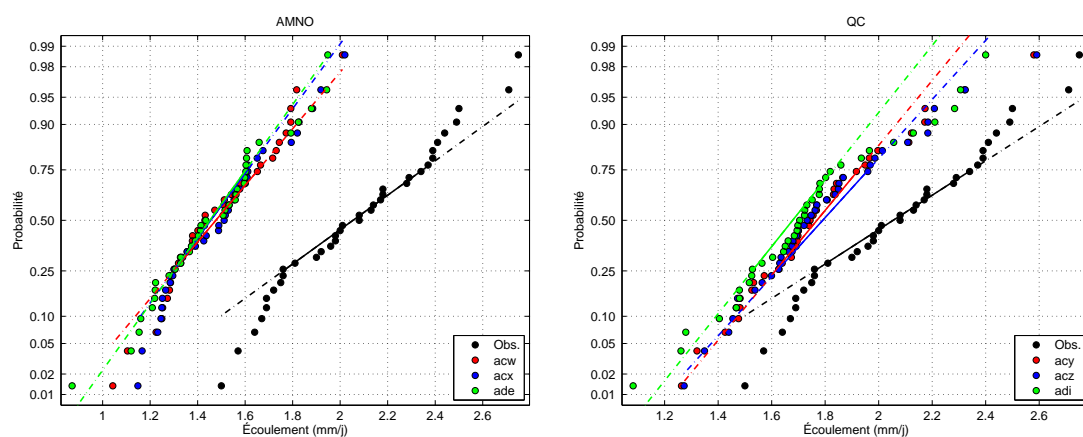 AMNO
Probabilité
0.99
0.98
0.95
0.90
0.75
0.50
0.25
0.10
0.05
0.02
0.01
1 1.2 1.4 1.6 1.8 2 2.2 2.4 2.6
Écoulement (mm/j)
Obs.
acw
acx
ade
QC
Probabilité
0.99
0.98
0.95
0.90
0.75
0.50
0.25
0.10
0.05
0.02
0.01
1.2 1.4 1.6 1.8 2 2.2 2.4 2.6
Écoulement (mm/j)
Obs.
acy
acz
adi